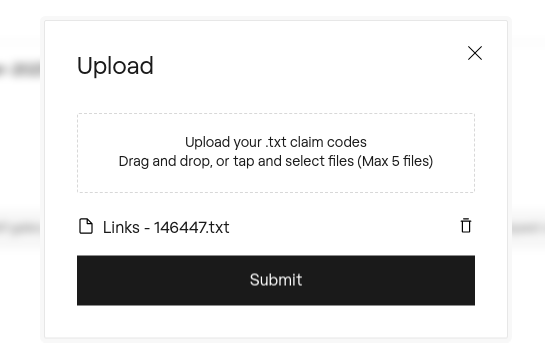 Upload
Upload your .txt claim codes
Drag and drop, or tap and select files (Max 5 files)
Links - 146447.txt
Submit